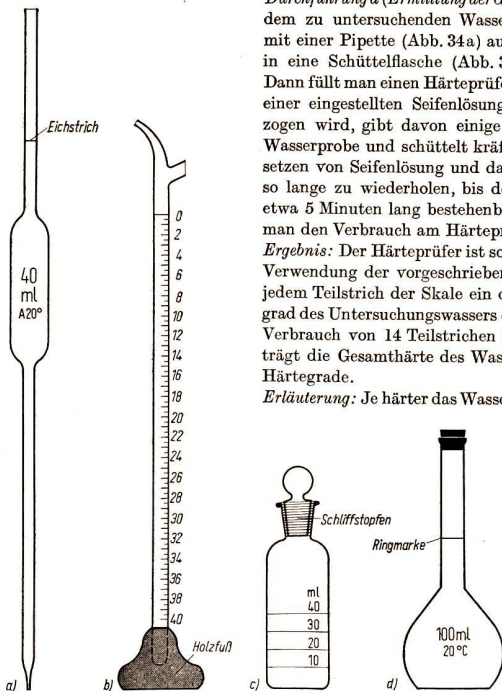 dem zu untersuchenden Wasse
mit einer Pipette (Abb. 34a) au
in eine Schüttelflasche (Abb. 3
Dann füllt man einen Härteprüfe
einer eingestellten Seifenlösung
zogen wird, gibt davon einige
Wasserprobe und schüttelt kräf
setzen von Seifenlösung und da
so lange zu wiederholen, bis de
etwa 5 Minuten lang bestehenb
man den Verbrauch am Härtepr
Ergebnis: Der Härteprüfer ist so
Verwendung der vorgeschrieber
jedem Teilstrich der Skale ein d
grad des Untersuchungswassers e
Verbrauch von 14 Teilstrichen
trägt die Gesamthärte des Was
Härtegrade.
Erläuterung: Je härter das Wasse
Eichstrich
40
ml
A20°
0
2
4
6
8
10
12
14
16
18
20
22
24
26
28
30
32
34
36
38
40
Holzfuß
Schliffstopfen
ml
40
30
20
10
Ringmarke
100ml
20°C
a)
b)
c)
d)